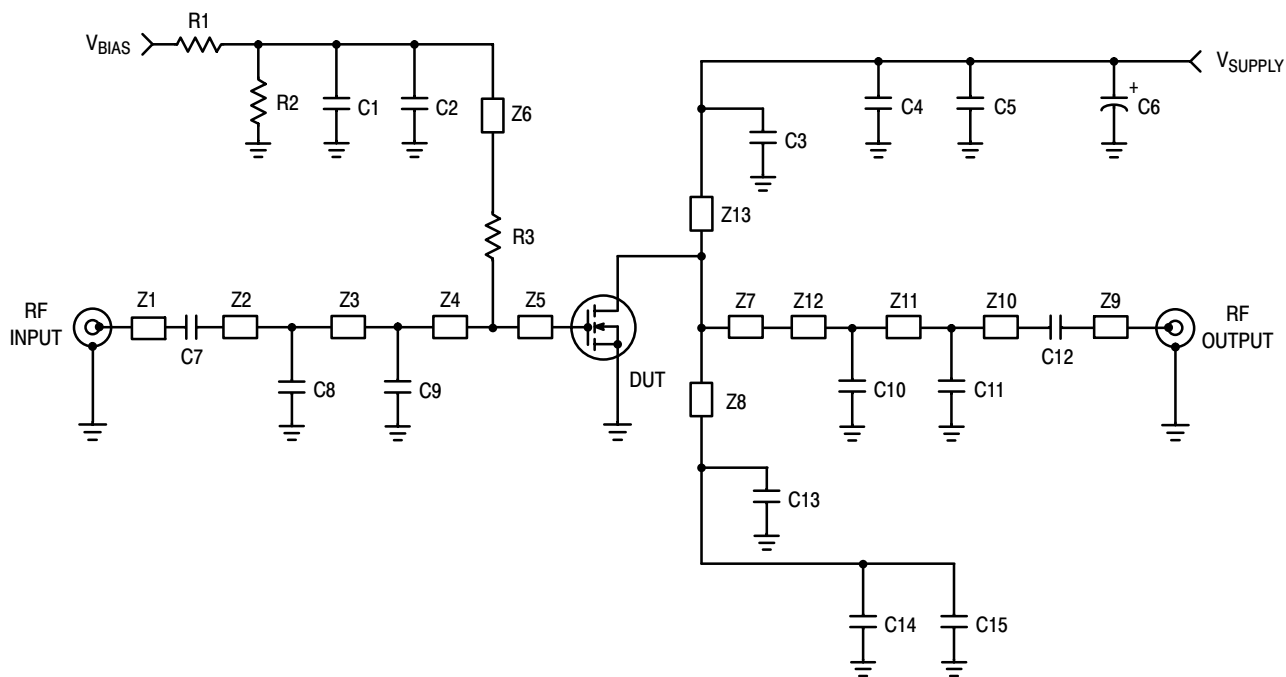 R1
V_BIAS
V_SUPPLY
R2
C1
C2
Z6
C4
C5
+
C6
C3
Z13
R3
RF
INPUT
Z1
C7
Z2
Z3
Z4
Z5
C8
C9
DUT
Z7
Z12
Z11
Z10
C12
Z9
RF
OUTPUT
Z8
C10
C11
C13
C14
C15